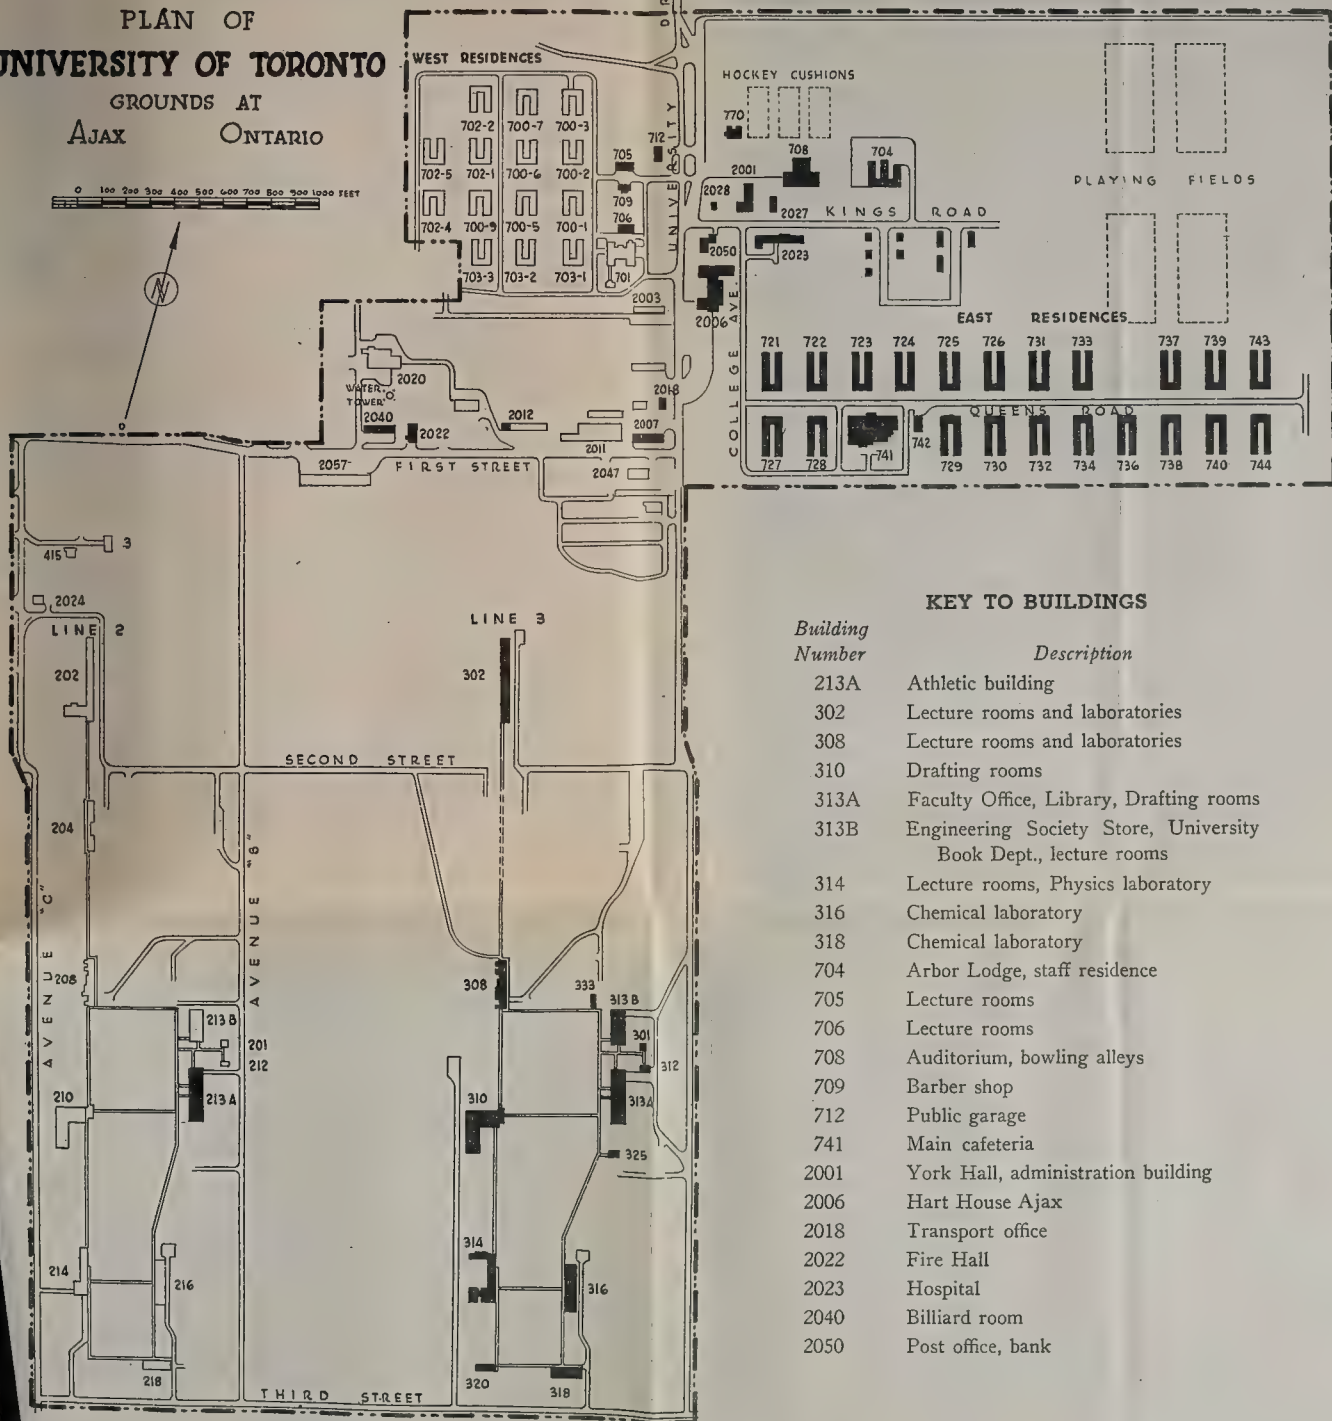 PLAN OF
UNIVERSITY OF TORONTO
GROUNDS AT
AJAX ONTARIO
0 100 200 300 400 500 600 700 800 900 1000 FEET
N
WEST RESIDENCES
702-2 700-7 700-3
702-5 702-1 700-6 700-2
702-4 700-9 700-5 700-1
703-3 703-2 703-1
705
712
709
706
701
UNIVERSITY
DR
HOCKEY CUSHIONS
770
708
704
2001
2028
2027
KINGS ROAD
PLAYING FIELDS
2050
2023
2003
2006
COLLEGE AVE.
EAST RESIDENCES
721 722 723 724 725 726 731 733 737 739 743
QUEENS ROAD
742
741
727 728 729 730 732 734 736 738 740 744
WATER
TOWER
2020
2018
2040
2022
2012
2007
2011
2057
FIRST STREET
2047
415
3
2024
LINE 2
LINE 3
202
302
SECOND STREET
204
AVENUE "C"
AVENUE "B"
208
308
333
313 B
213 B
201
301
212
312
210
213 A
310
313A
325
214
216
314
316
218
320
318
THIRD STREET
KEY TO BUILDINGS
Building
Number Description
213A Athletic building
302 Lecture rooms and laboratories
308 Lecture rooms and laboratories
310 Drafting rooms
313A Faculty Office, Library, Drafting rooms
313B Engineering Society Store, University
Book Dept., lecture rooms
314 Lecture rooms, Physics laboratory
316 Chemical laboratory
318 Chemical laboratory
704 Arbor Lodge, staff residence
705 Lecture rooms
706 Lecture rooms
708 Auditorium, bowling alleys
709 Barber shop
712 Public garage
741 Main cafeteria
2001 York Hall, administration building
2006 Hart House Ajax
2018 Transport office
2022 Fire Hall
2023 Hospital
2040 Billiard room
2050 Post office, bank